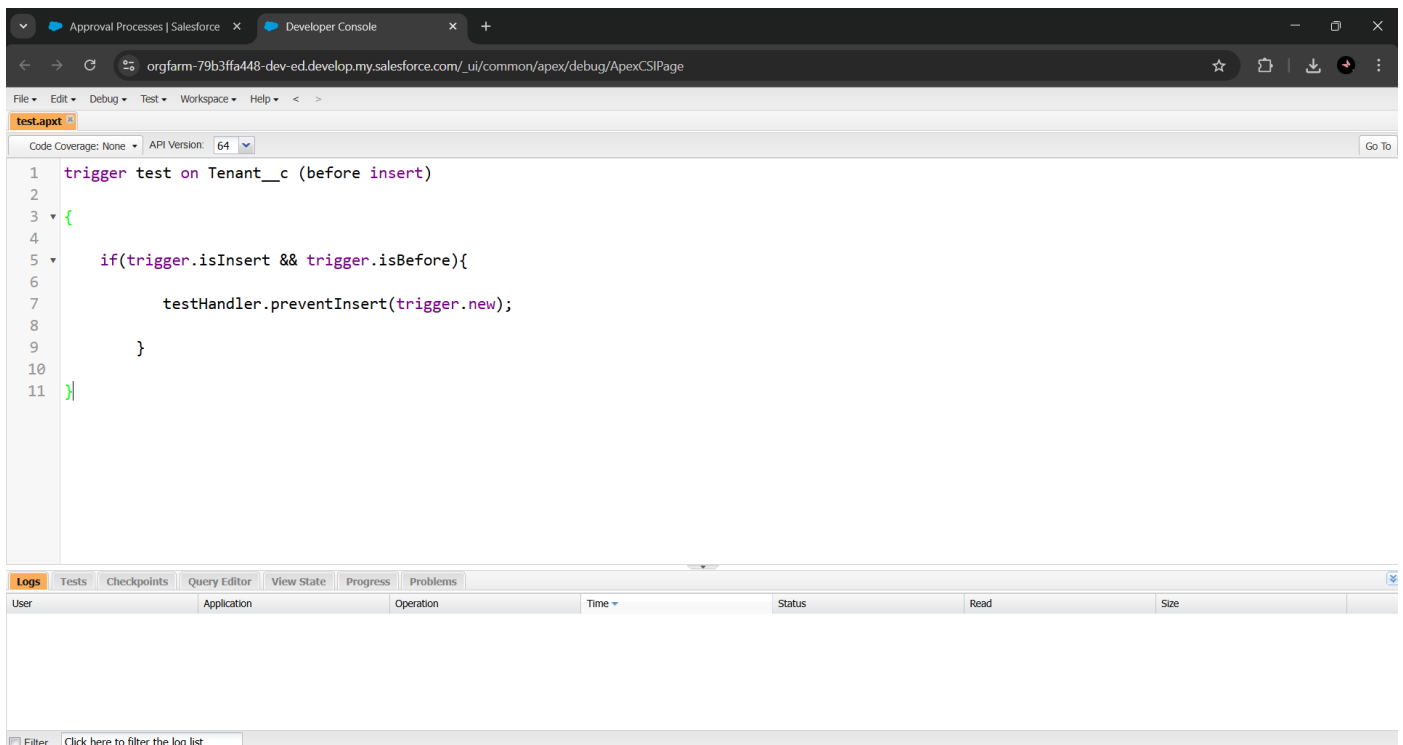 Approval Processes | Salesforce
Developer Console
orgfarm-79b3ffa448-dev-ed.develop.my.salesforce.com/_ui/common/apex/debug/ApexCSIPage
File Edit Debug Test Workspace Help < >
test.apxt
Code Coverage: None API Version: 64 Go To
1 trigger test on Tenant__c (before insert)
2
3 {
4
5 if(trigger.isInsert && trigger.isBefore){
6
7 testHandler.preventInsert(trigger.new);
8
9 }
10
11 }
Logs Tests Checkpoints Query Editor View State Progress Problems
User Application Operation Time Status Read Size
Filter Click here to filter the log list